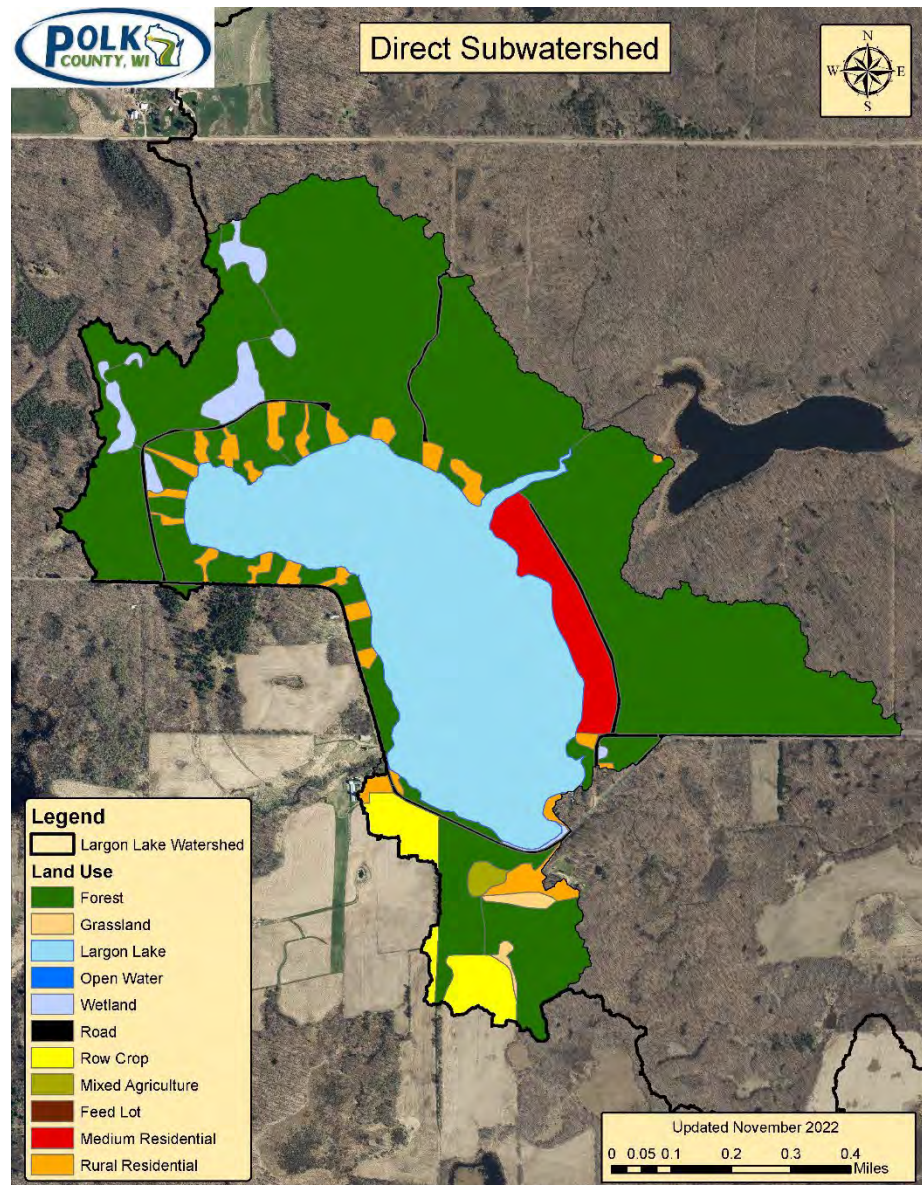 POLK
COUNTY, WI
Direct Subwatershed
N
W E
S
Legend
Largon Lake Watershed
Land Use
Forest
Grassland
Largon Lake
Open Water
Wetland
Road
Row Crop
Mixed Agriculture
Feed Lot
Medium Residential
Rural Residential
Updated November 2022
0 0.05 0.1 0.2 0.3 0.4
Miles